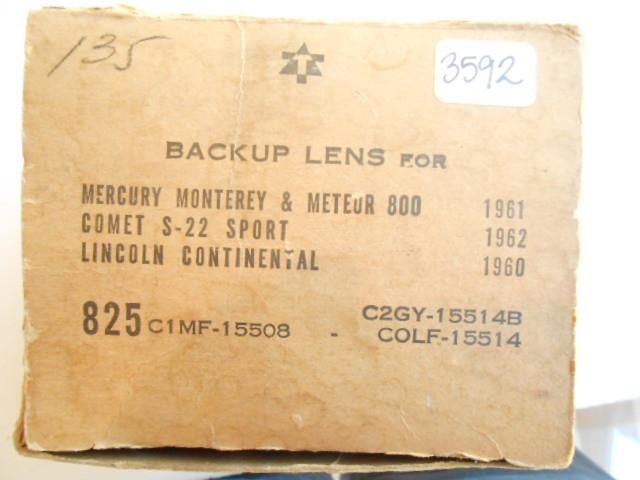 135
3592
T
BACKUP LENS FOR
MERCURY MONTEREY & METEOR 800 1961
COMET S-22 SPORT 1962
LINCOLN CONTINENTAL 1960
825 C1MF-15508 - C2GY-15514B
COLF-15514